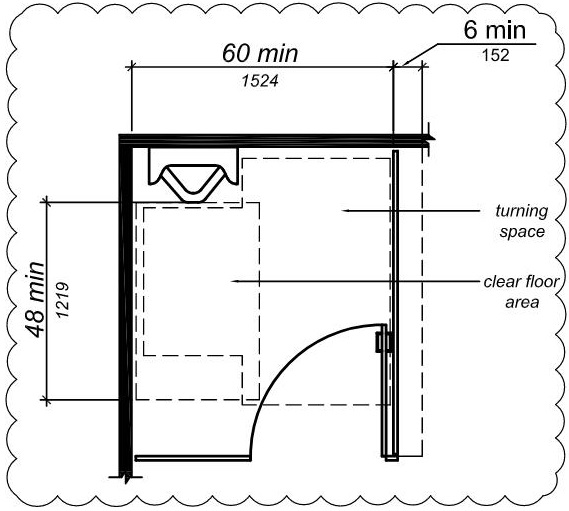 6 min
152
60 min
1524
turning
space
clear floor
area
48 min
1219